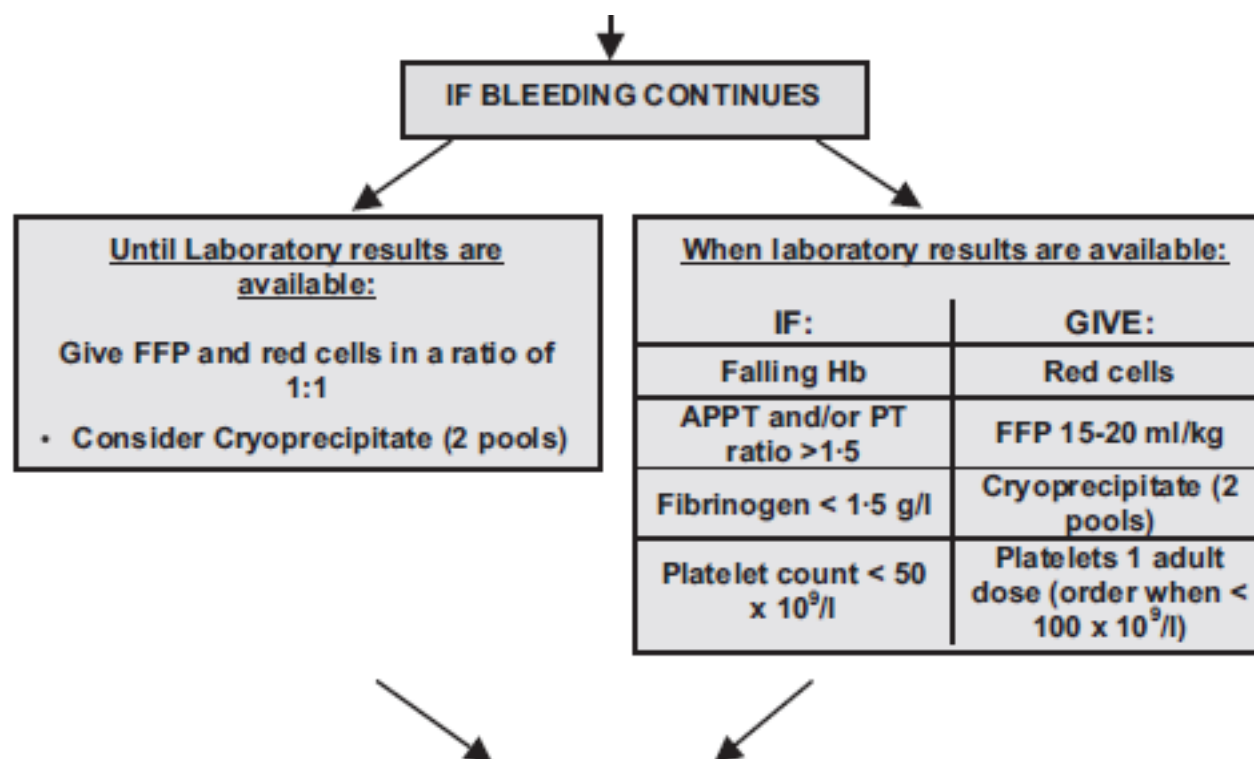 IF BLEEDING CONTINUES
Until Laboratory results are
available:
Give FFP and red cells in a ratio of
1:1
• Consider Cryoprecipitate (2 pools)
When laboratory results are available:
IF:
GIVE:
Falling Hb
Red cells
APPT and/or PT
ratio >1·5
FFP 15-20 ml/kg
Fibrinogen < 1·5 g/l
Cryoprecipitate (2
pools)
Platelet count < 50
x 10⁹/l
Platelets 1 adult
dose (order when <
100 x 10⁹/l)